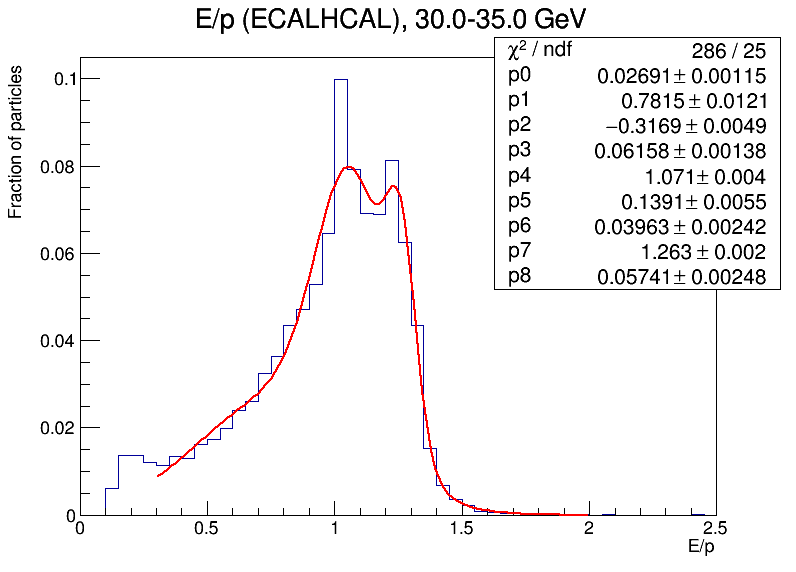 E/p (ECALHCAL), 30.0-35.0 GeV
χ² / ndf 286 / 25
p0 0.02691 ± 0.00115
p1 0.7815 ± 0.0121
p2 −0.3169 ± 0.0049
p3 0.06158 ± 0.00138
p4 1.071 ± 0.004
p5 0.1391 ± 0.0055
p6 0.03963 ± 0.00242
p7 1.263 ± 0.002
p8 0.05741 ± 0.00248
Fraction of particles
0.1
0.08
0.06
0.04
0.02
0
0 0.5 1 1.5 2 2.5
E/p